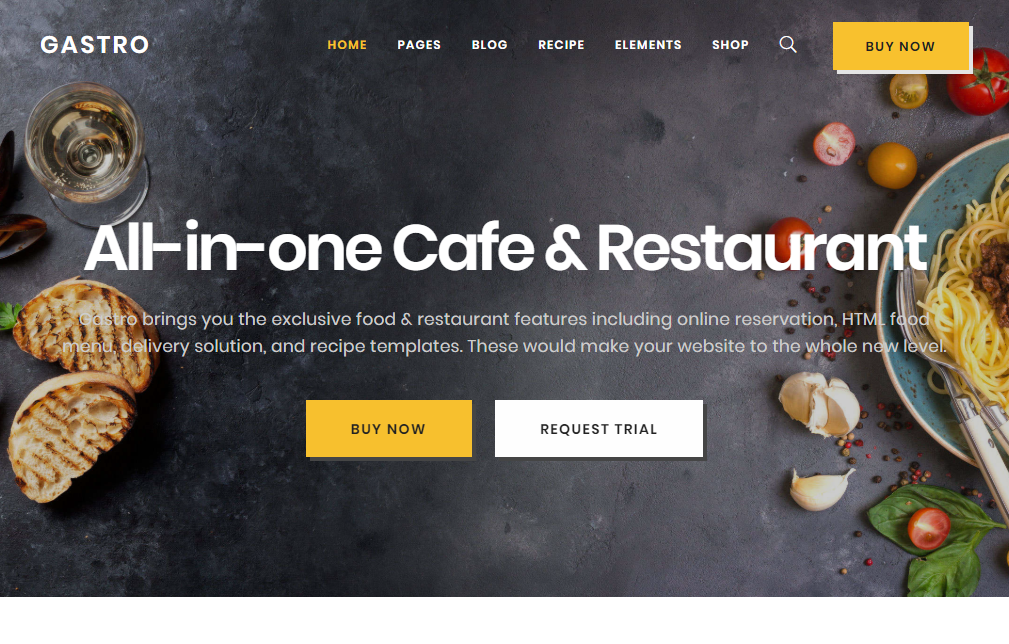 GASTRO
HOME PAGES BLOG RECIPE ELEMENTS SHOP
BUY NOW
All-in-one Cafe & Restaurant
Gastro brings you the exclusive food & restaurant features including online reservation, HTML food
menu, delivery solution, and recipe templates. These would make your website to the whole new level.
BUY NOW
REQUEST TRIAL